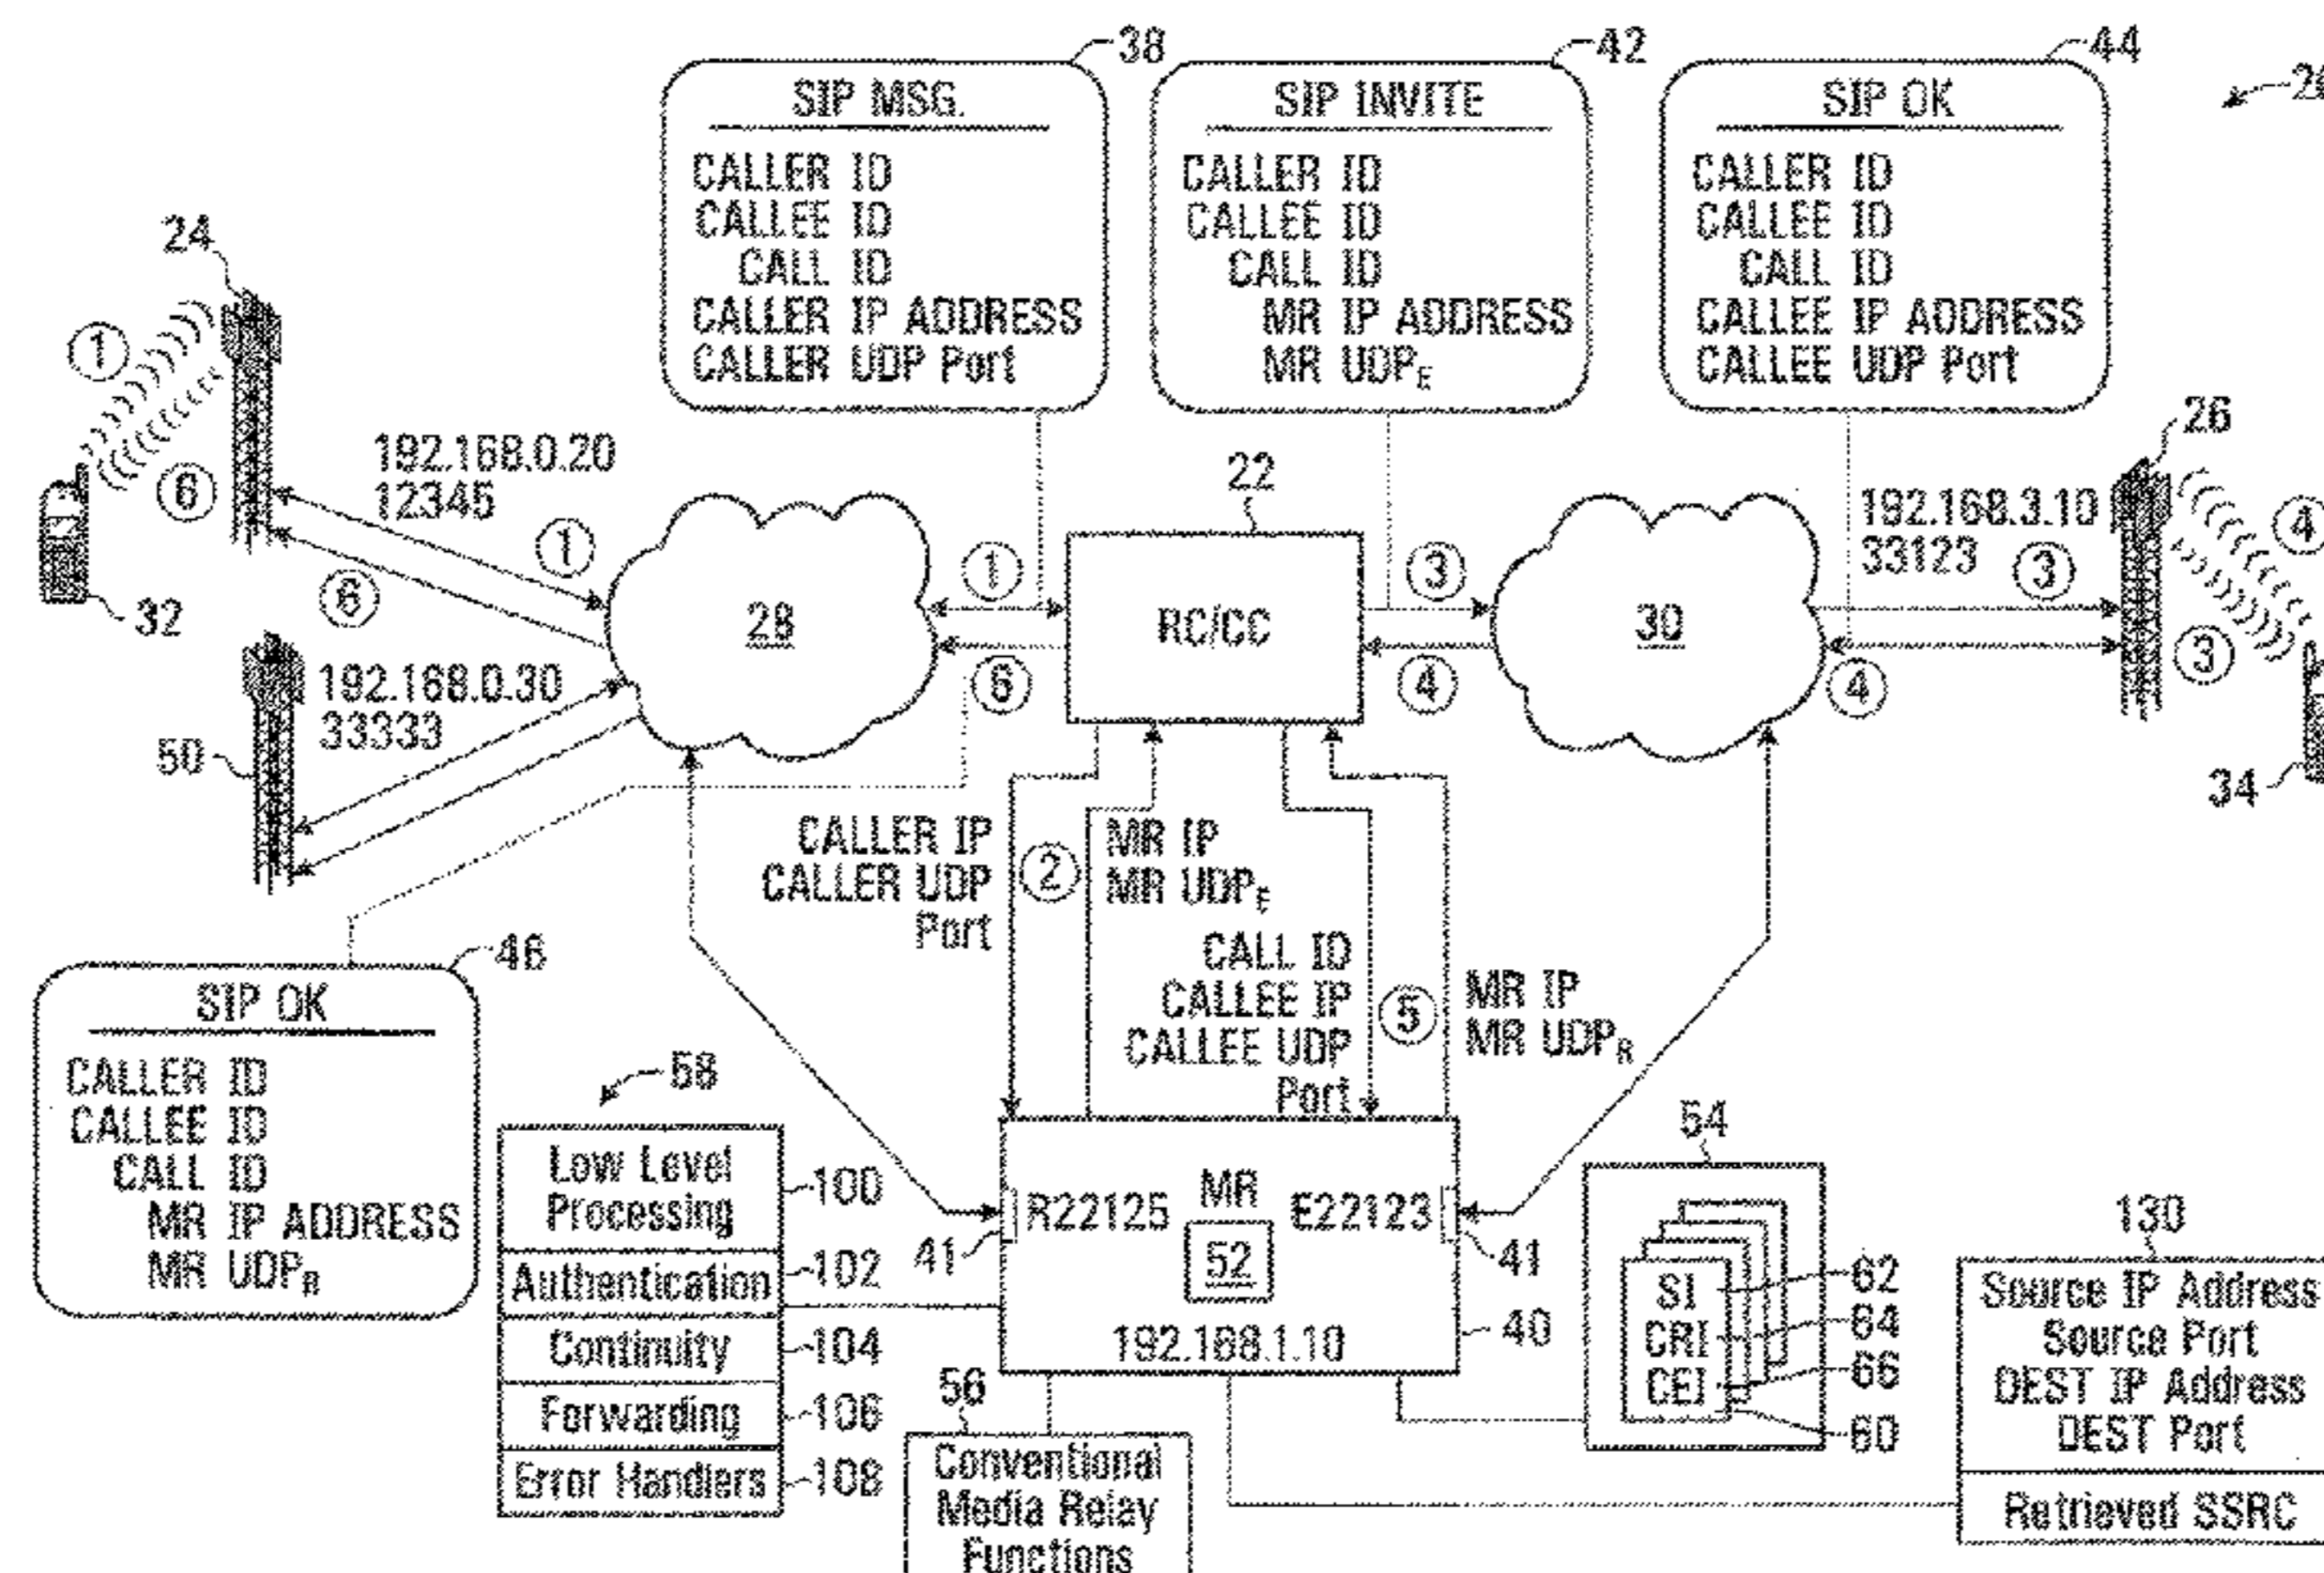 38
SIP MSG.
CALLER ID
CALLEE ID
CALL ID
CALLER IP ADDRESS
CALLER UDP Port
42
SIP INVITE
CALLER ID
CALLEE ID
CALL ID
MR IP ADDRESS
MR UDPE
44
SIP OK
CALLER ID
CALLEE ID
CALL ID
CALLEE IP ADDRESS
CALLEE UDP Port
24
1
6
32
192.168.0.20
12345
1
6
28
1
6
22
RC/CC
3
4
30
192.168.3.10
33123
3
4
26
4
3
34
50
192.168.0.30
33333
CALLER IP
CALLER UDP
Port
2
MR IP
MR UDPE
CALL ID
CALLEE IP
CALLEE UDP
Port
5
MR IP
MR UDPR
46
SIP OK
CALLER ID
CALLEE ID
CALL ID
MR IP ADDRESS
MR UDPR
58
Low Level
Processing
100
Authentication
102
Continuity
104
Forwarding
106
Error Handlers
108
R22125
MR
E22123
41
52
41
192.168.1.10
40
56
Conventional
Media Relay
Functions
54
SI
62
CRI
64
CEI
66
60
130
Source IP Address
Source Port
DEST IP Address
DEST Port
Retrieved SSRC